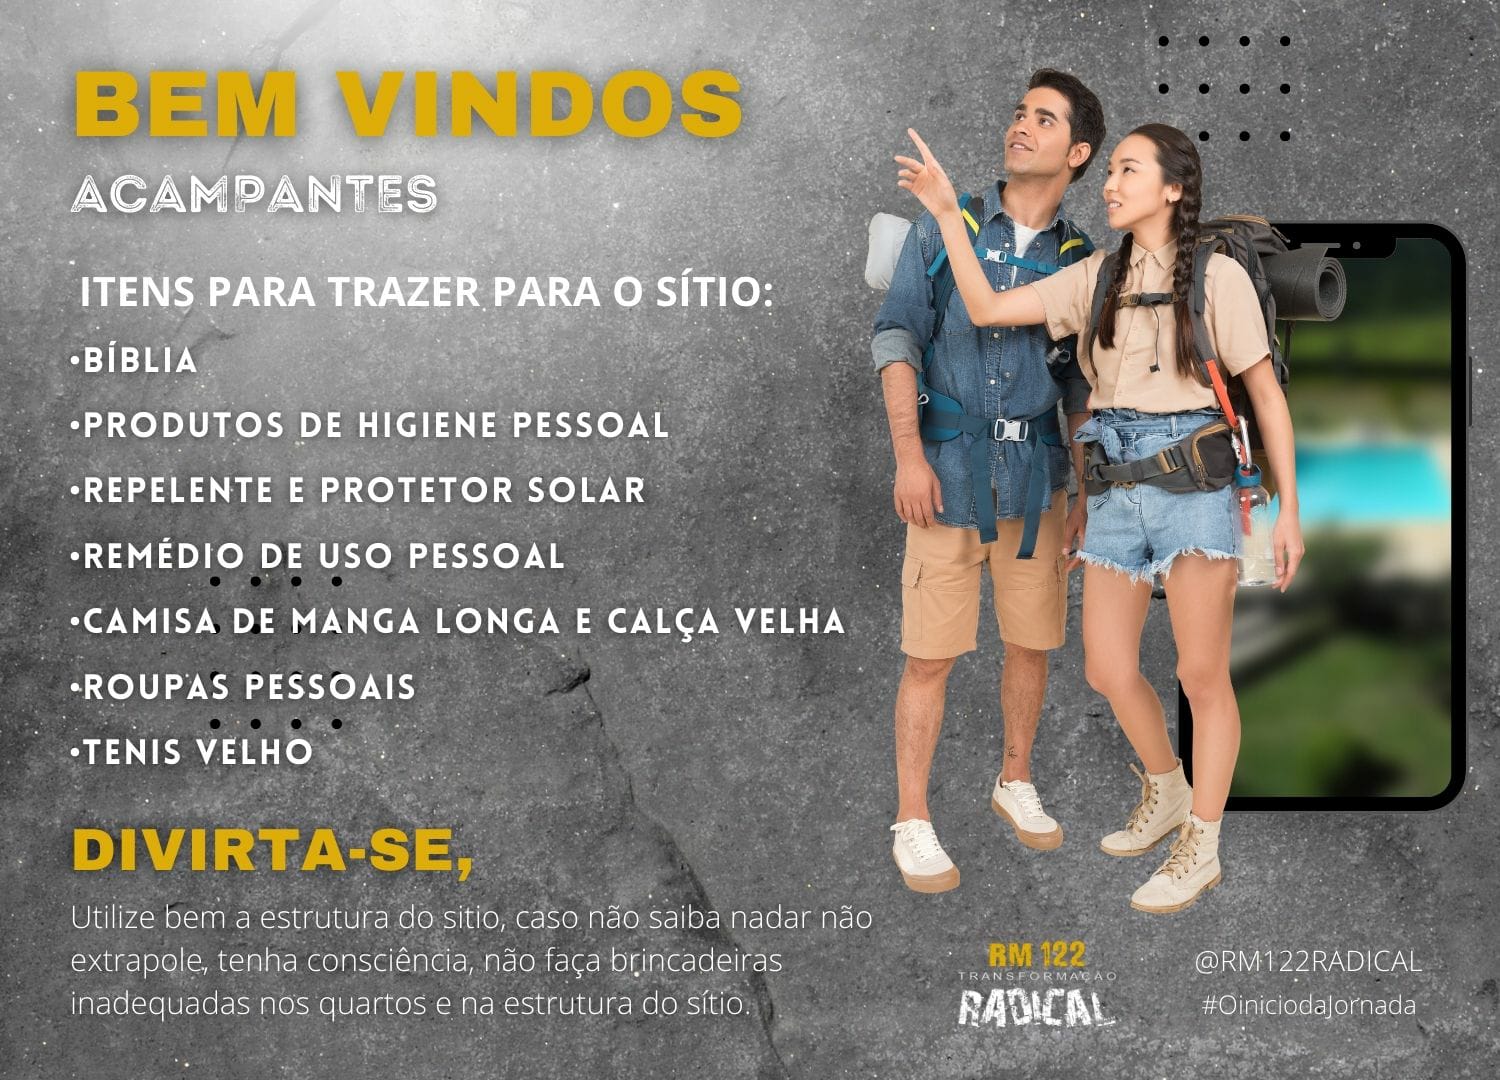 BEM VINDOS
ACAMPANTES
ITENS PARA TRAZER PARA O SÍTIO:
•BÍBLIA
•PRODUTOS DE HIGIENE PESSOAL
•REPELENTE E PROTETOR SOLAR
•REMÉDIO DE USO PESSOAL
•CAMISA DE MANGA LONGA E CALÇA VELHA
•ROUPAS PESSOAIS
•TENIS VELHO
DIVIRTA-SE,
Utilize bem a estrutura do sitio, caso não saiba nadar não
extrapole, tenha consciência, não faça brincadeiras
inadequadas nos quartos e na estrutura do sítio.
RM 122
TRANSFORMAÇÃO
RADICAL
@RM122RADICAL
#OiniciodaJornada